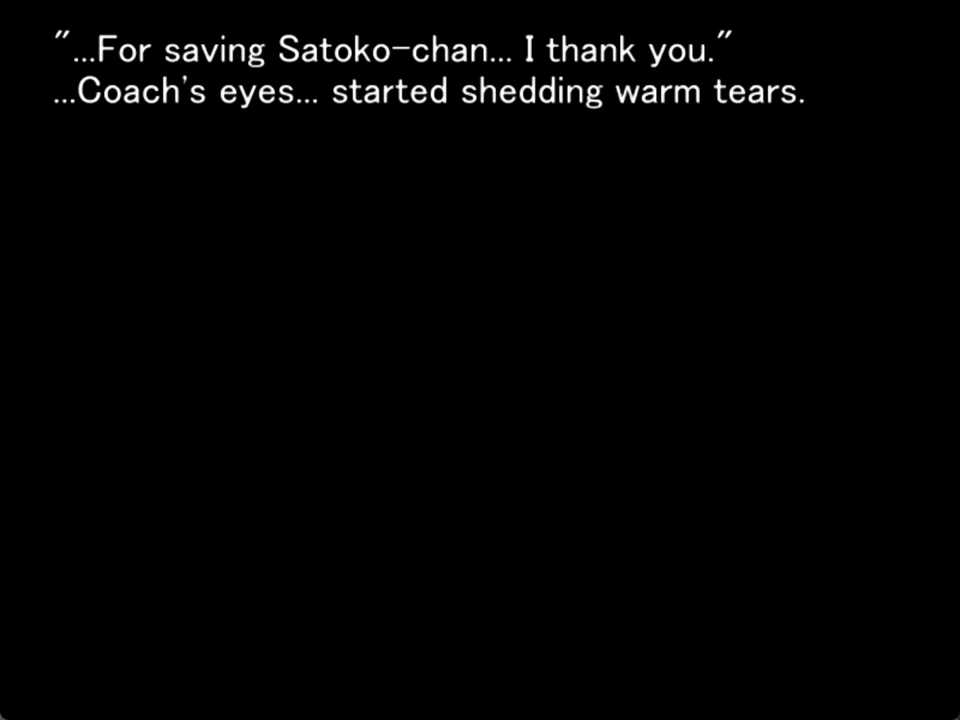 "...For saving Satoko-chan... I thank you."
...Coach's eyes... started shedding warm tears.